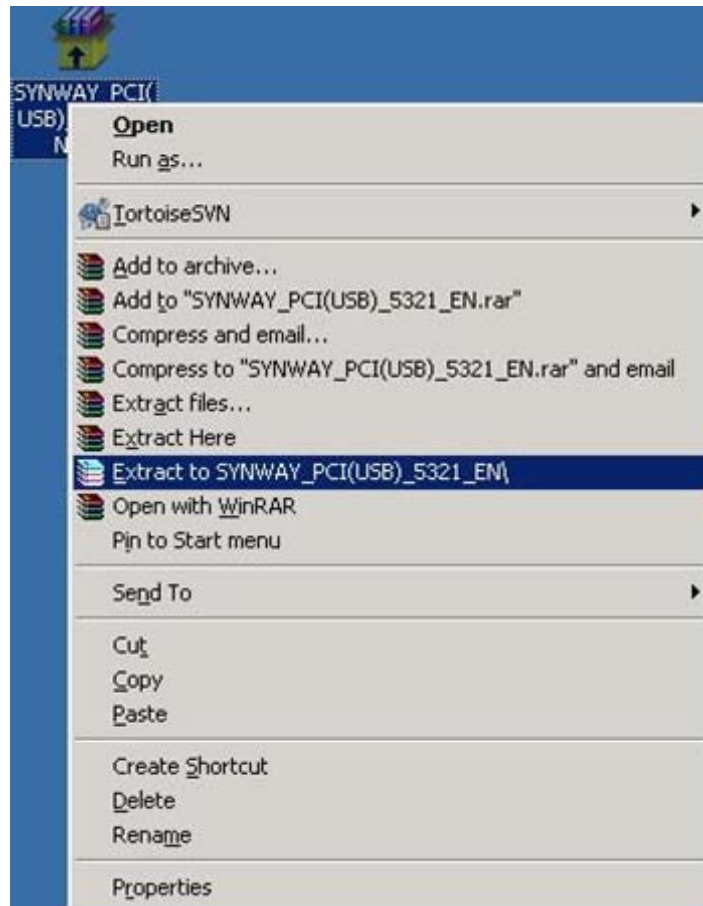 SYNWAY_PCI(
USB)
N
Open
Run as...
TortoiseSVN
Add to archive...
Add to "SYNWAY_PCI(USB)_5321_EN.rar"
Compress and email...
Compress to "SYNWAY_PCI(USB)_5321_EN.rar" and email
Extract files...
Extract Here
Extract to SYNWAY_PCI(USB)_5321_EN\
Open with WinRAR
Pin to Start menu
Send To
Cut
Copy
Paste
Create Shortcut
Delete
Rename
Properties